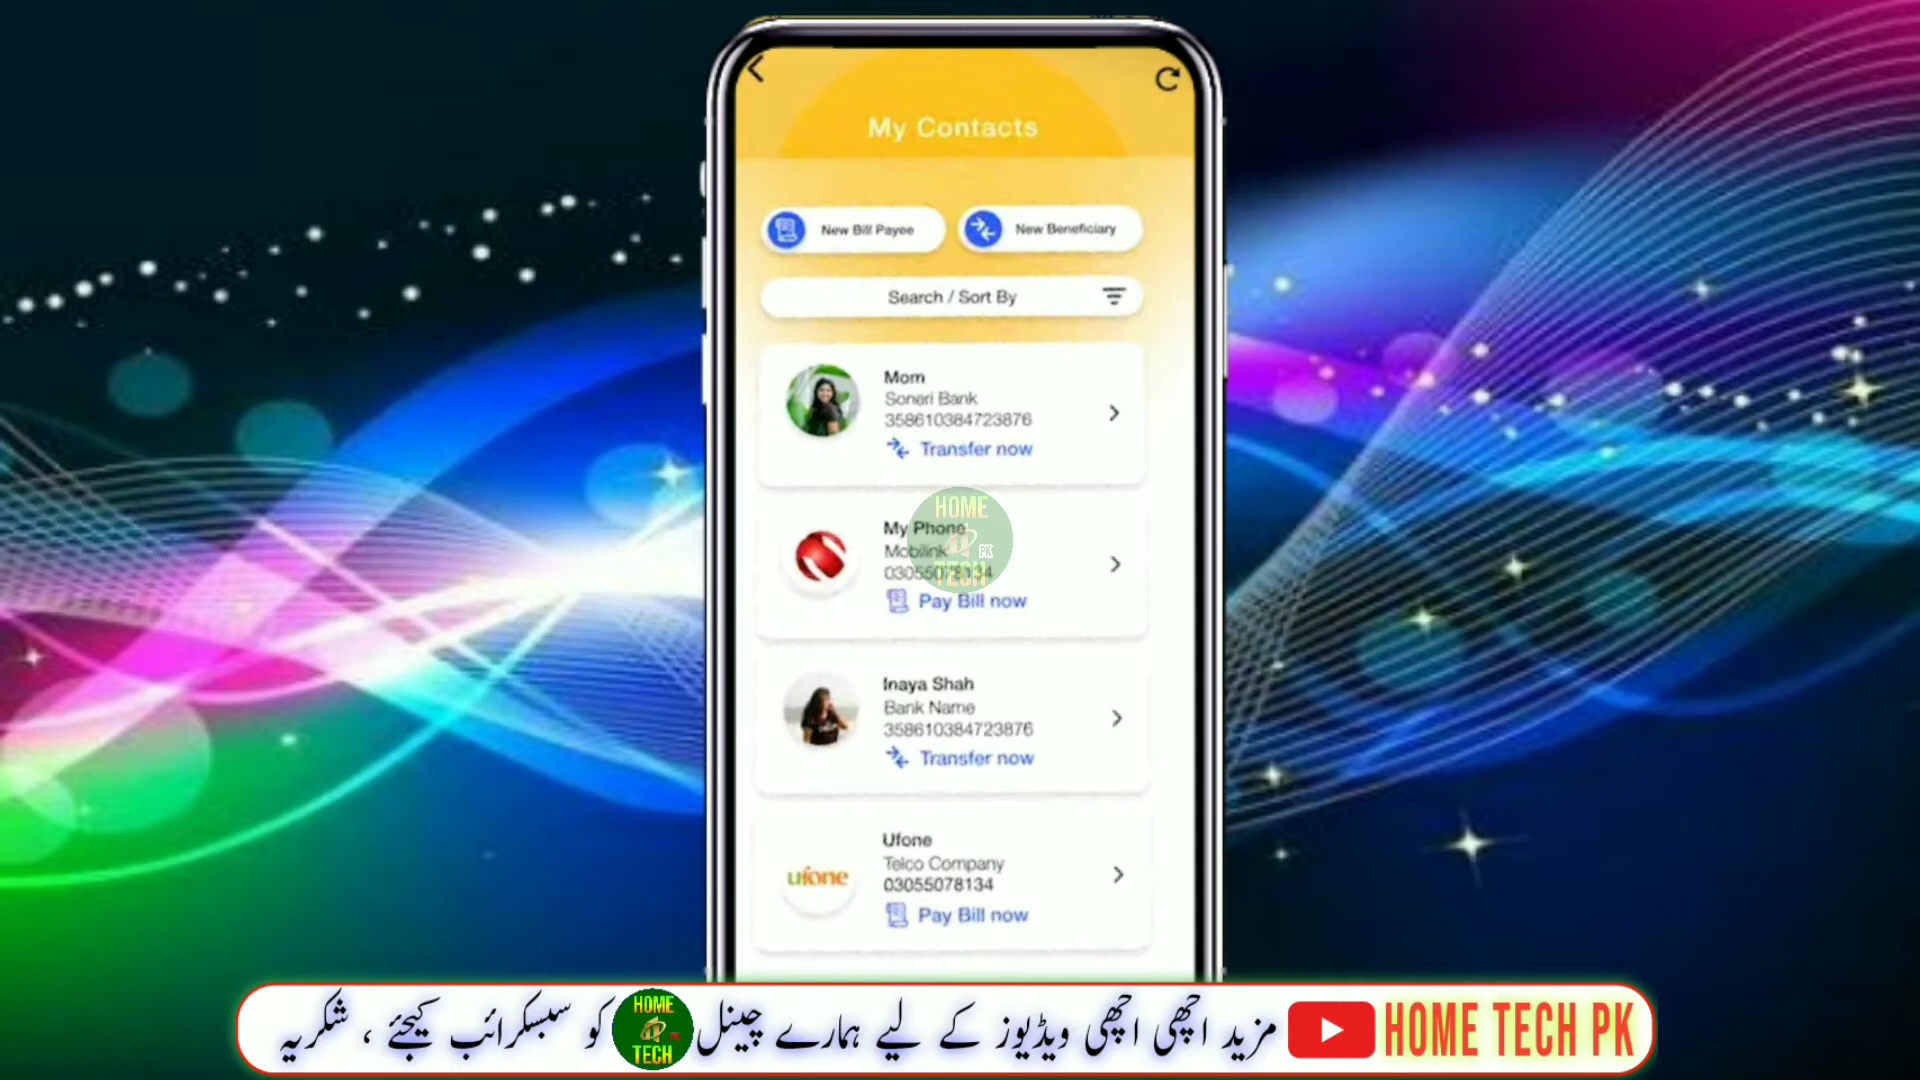 My Contacts
New Bill Payee
New Beneficiary
Search / Sort By
Mom
Soneri Bank
358610384723876
Transfer now
My Phone
Mobilink
03055078134
Pay Bill now
HOME
PK
TECH
Inaya Shah
Bank Name
358610384723876
Transfer now
ufone
Ufone
Telco Company
03055078134
Pay Bill now
مزید اچھی اچھی ویڈیوز کے لیے ہمارے چینل HOME TECH کو سبسکرائب کیجئے ، شکریہ
HOME TECH PK